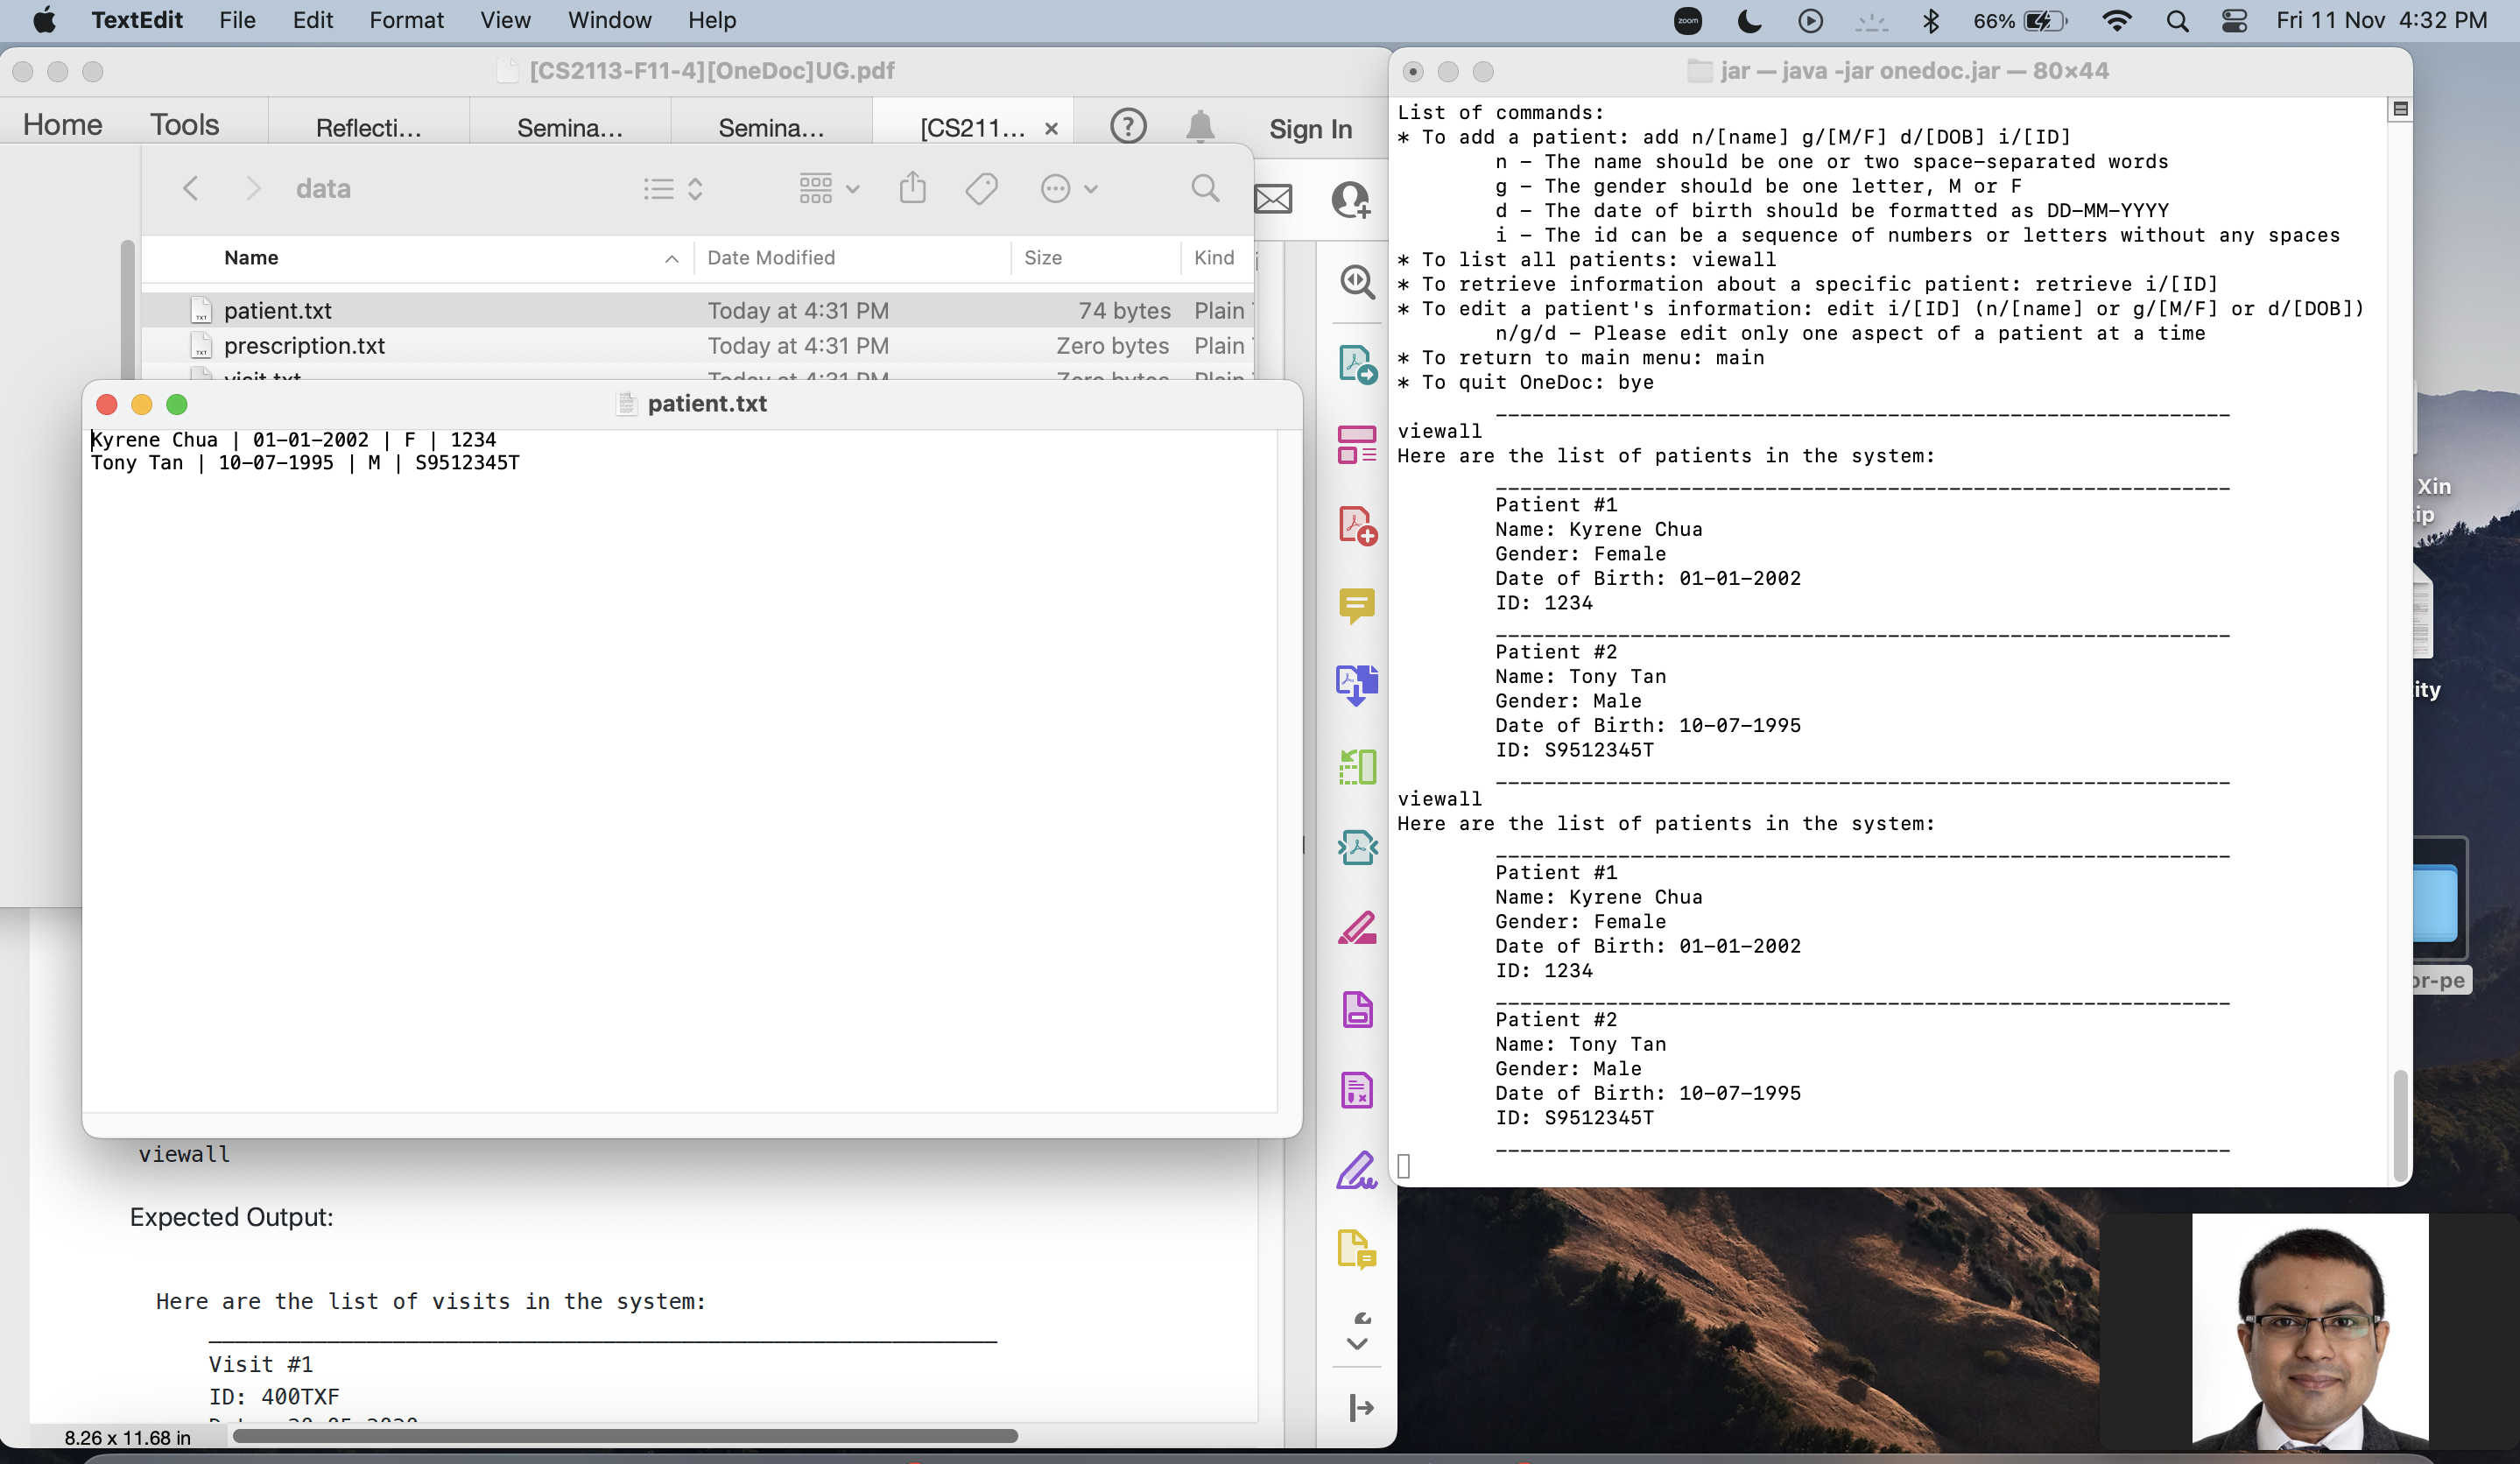 TextEdit File Edit Format View Window Help
zoom 66% Fri 11 Nov 4:32 PM
[CS2113-F11-4][OneDoc]UG.pdf
Home Tools Reflecti... Semina... Semina... [CS211... × ? Sign In
data
Name Date Modified Size Kind
patient.txt Today at 4:31 PM 74 bytes Plain
prescription.txt Today at 4:31 PM Zero bytes Plain
visit.txt Today at 4:31 PM Zero bytes Plain
patient.txt
Kyrene Chua | 01-01-2002 | F | 1234
Tony Tan | 10-07-1995 | M | S9512345T
viewall
Expected Output:
Here are the list of visits in the system:
Visit #1
ID: 400TXF
8.26 x 11.68 in
jar — java -jar onedoc.jar — 80×44
List of commands:
* To add a patient: add n/[name] g/[M/F] d/[DOB] i/[ID]
n - The name should be one or two space-separated words
g - The gender should be one letter, M or F
d - The date of birth should be formatted as DD-MM-YYYY
i - The id can be a sequence of numbers or letters without any spaces
* To list all patients: viewall
* To retrieve information about a specific patient: retrieve i/[ID]
* To edit a patient's information: edit i/[ID] (n/[name] or g/[M/F] or d/[DOB])
n/g/d - Please edit only one aspect of a patient at a time
* To return to main menu: main
* To quit OneDoc: bye
viewall
Here are the list of patients in the system:
Patient #1
Name: Kyrene Chua
Gender: Female
Date of Birth: 01-01-2002
ID: 1234
Patient #2
Name: Tony Tan
Gender: Male
Date of Birth: 10-07-1995
ID: S9512345T
viewall
Here are the list of patients in the system:
Patient #1
Name: Kyrene Chua
Gender: Female
Date of Birth: 01-01-2002
ID: 1234
Patient #2
Name: Tony Tan
Gender: Male
Date of Birth: 10-07-1995
ID: S9512345T
Xin
ip
ity
or-pe